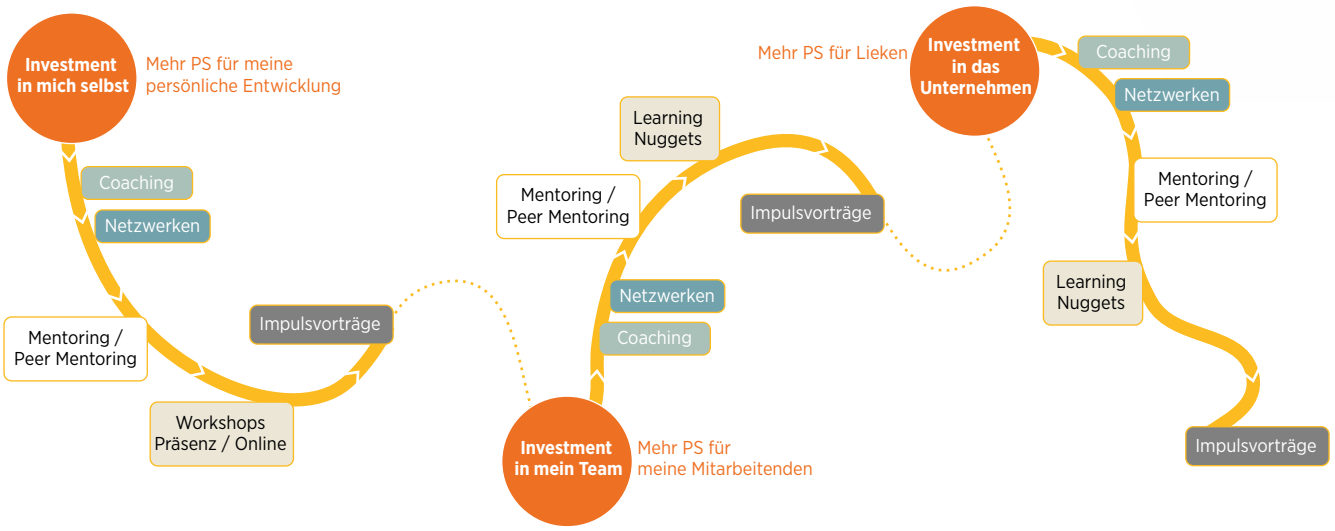 Investment
in mich selbst
Mehr PS für meine
persönliche Entwicklung
Coaching
Netzwerken
Mentoring /
Peer Mentoring
Workshops
Präsenz / Online
Impulsvorträge
Investment
in mein Team
Mehr PS für
meine Mitarbeitenden
Coaching
Netzwerken
Mentoring /
Peer Mentoring
Learning
Nuggets
Impulsvorträge
Mehr PS für Lieken
Investment
in das
Unternehmen
Coaching
Netzwerken
Mentoring /
Peer Mentoring
Learning
Nuggets
Impulsvorträge